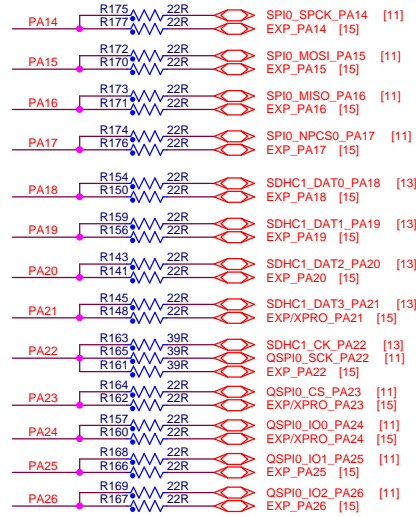 R175 22R SPI0_SPCK_PA14 [11]
PA14 R177 22R EXP_PA14 [15]
R172 22R SPI0_MOSI_PA15 [11]
PA15 R170 22R EXP_PA15 [15]
R173 22R SPI0_MISO_PA16 [11]
PA16 R171 22R EXP_PA16 [15]
R174 22R SPI0_NPCS0_PA17 [11]
PA17 R176 22R EXP_PA17 [15]
R154 22R SDHC1_DAT0_PA18 [13]
PA18 R150 22R EXP_PA18 [15]
R159 22R SDHC1_DAT1_PA19 [13]
PA19 R156 22R EXP_PA19 [15]
R143 22R SDHC1_DAT2_PA20 [13]
PA20 R141 22R EXP_PA20 [15]
R145 22R SDHC1_DAT3_PA21 [13]
PA21 R148 22R EXP/XPRO_PA21 [15]
R163 39R SDHC1_CK_PA22 [13]
PA22 R165 39R QSPI0_SCK_PA22 [11]
R161 39R EXP_PA22 [15]
R164 22R QSPI0_CS_PA23 [11]
PA23 R162 22R EXP/XPRO_PA23 [15]
R157 22R QSPI0_IO0_PA24 [11]
PA24 R160 22R EXP/XPRO_PA24 [15]
R168 22R QSPI0_IO1_PA25 [11]
PA25 R166 22R EXP_PA25 [15]
R169 22R QSPI0_IO2_PA26 [11]
PA26 R167 22R EXP_PA26 [15]